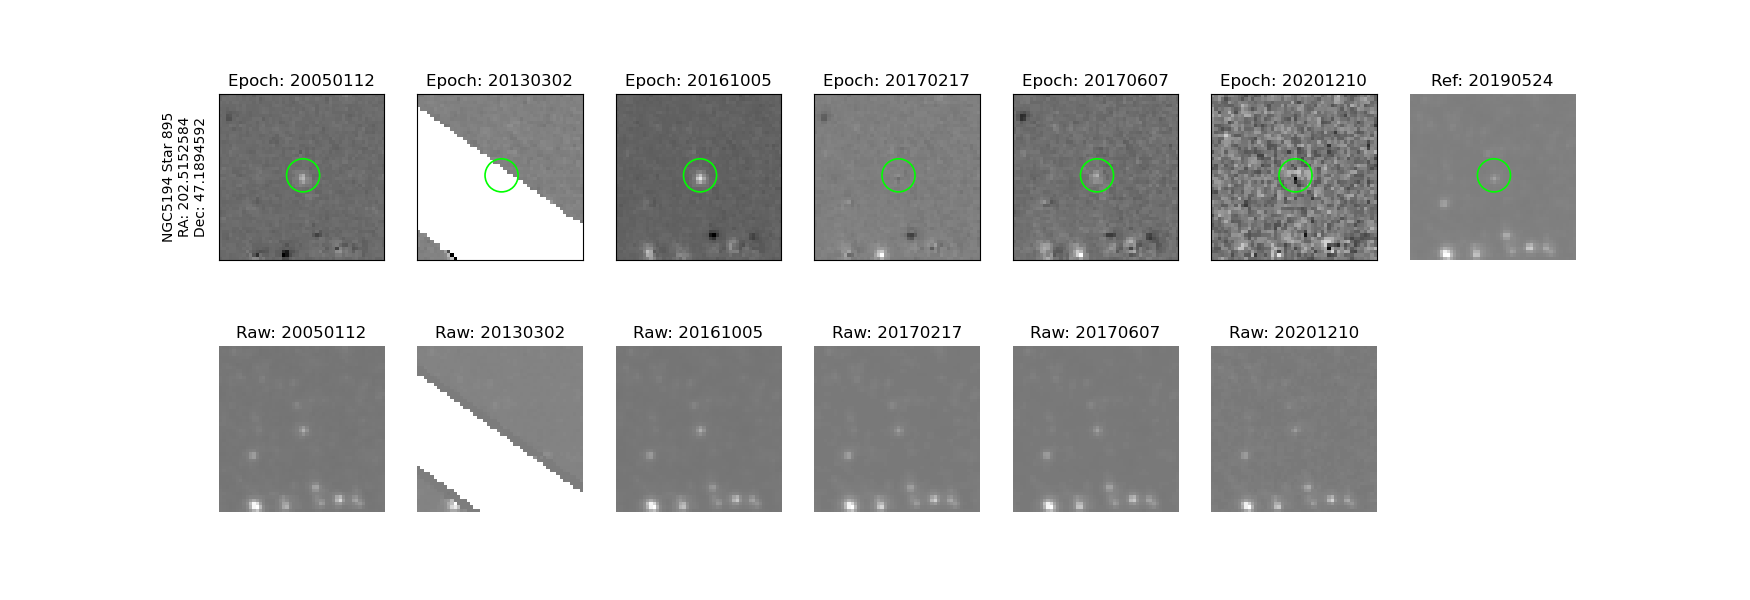 Epoch: 20050112
Epoch: 20130302
Epoch: 20161005
Epoch: 20170217
Epoch: 20170607
Epoch: 20201210
Ref: 20190524
NGC5194 Star 895
RA: 202.5152584
Dec: 47.1894592
Raw: 20050112
Raw: 20130302
Raw: 20161005
Raw: 20170217
Raw: 20170607
Raw: 20201210